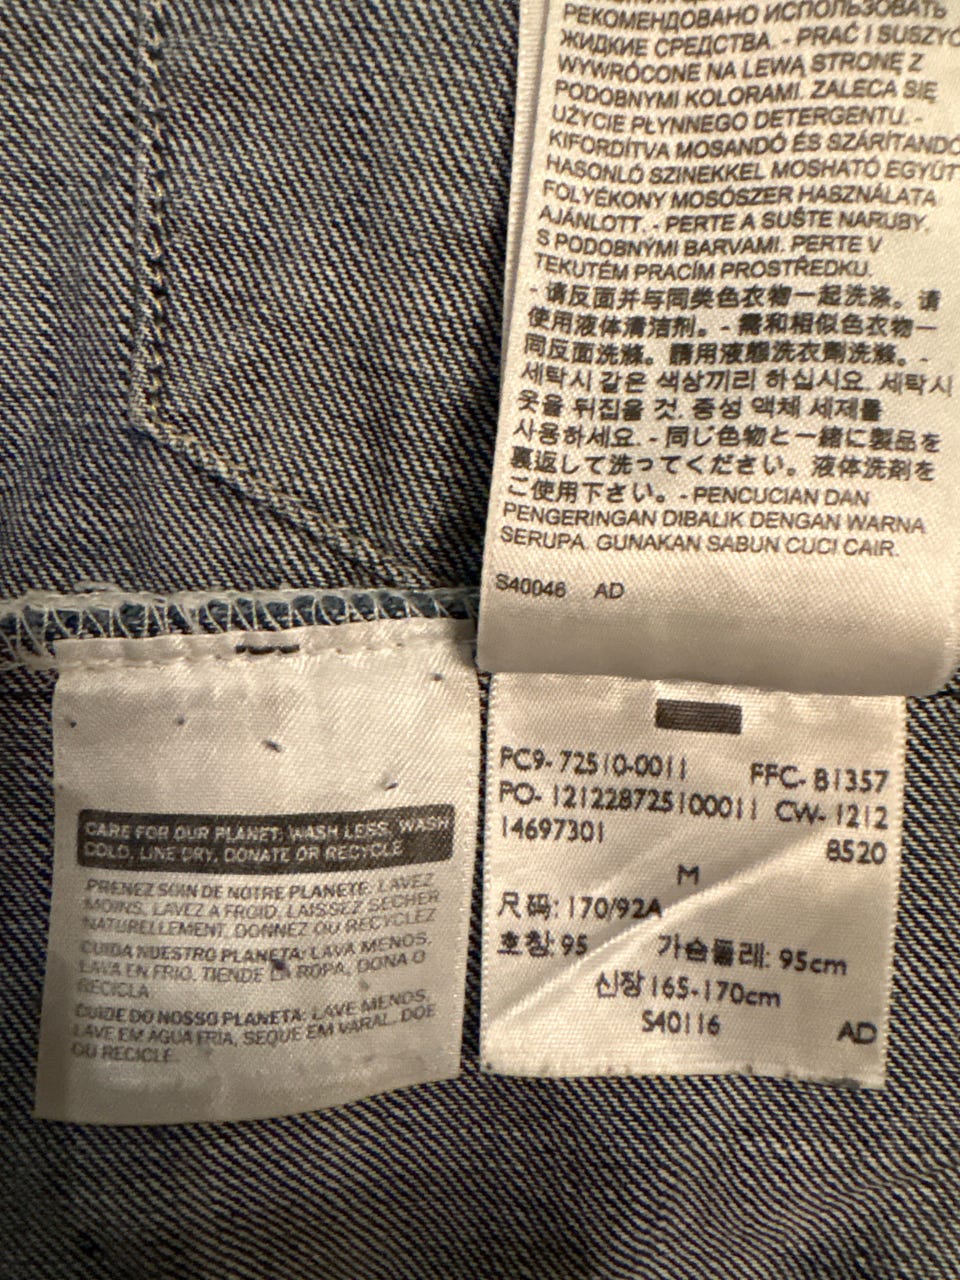 РЕКОМЕНДОВАНО ИСПОЛЬЗОВАТЬ
ЖИДКИЕ СРЕДСТВА. - PRAĆ I SUSZYĆ
WYWRÓCONE NA LEWĄ STRONĘ Z
PODOBNYMI KOLORAMI. ZALECA SIĘ
UŻYCIE PŁYNNEGO DETERGENTU. -
KIFORDÍTVA MOSANDÓ ÉS SZÁRÍTANDÓ
HASONLÓ SZINEKKEL MOSHATÓ EGYÜTT
FOLYÉKONY MOSÓSZER HASZNÁLATA
AJÁNLOTT. - PERTE A SUŠTE NARUBY,
S PODOBNÝMI BARVAMI. PERTE V
TEKUTÉM PRACÍM PROSTŘEDKU.
- 请反面并与同类色衣物一起洗涤。请
使用液体清洁剂。- 需和相似色衣物一
同反面洗滌。請用液態洗衣劑洗滌。-
세탁시 같은 색상끼리 하십시요. 세탁시
옷을 뒤집을 것. 중성 액체 세제를
사용하세요. - 同じ色物と一緒に製品を
裏返して洗ってください。液体洗剤を
ご使用下さい。- PENCUCIAN DAN
PENGERINGAN DIBALIK DENGAN WARNA
SERUPA. GUNAKAN SABUN CUCI CAIR.
S40046 AD
CARE FOR OUR PLANET: WASH LESS, WASH
COLD, LINE DRY, DONATE OR RECYCLE
PRENEZ SOIN DE NOTRE PLANETE: LAVEZ
MOINS, LAVEZ A FROID, LAISSEZ SECHER
NATURELLEMENT, DONNEZ OU RECYCLEZ
CUIDA NUESTRO PLANETA: LAVA MENOS,
LAVA EN FRIO, TIENDE LA ROPA, DONA O
RECICLA
CUIDE DO NOSSO PLANETA: LAVE MENOS,
LAVE EM AGUA FRIA, SEQUE EM VARAL, DOE
OU RECICLE
PC9- 72510-0011 FFC- B1357
PO- 121228725100011 CW- 1212
14697301 8520
M
尺码: 170/92A
호칭: 95 가슴둘레: 95cm
신장 165-170cm
S40116 AD